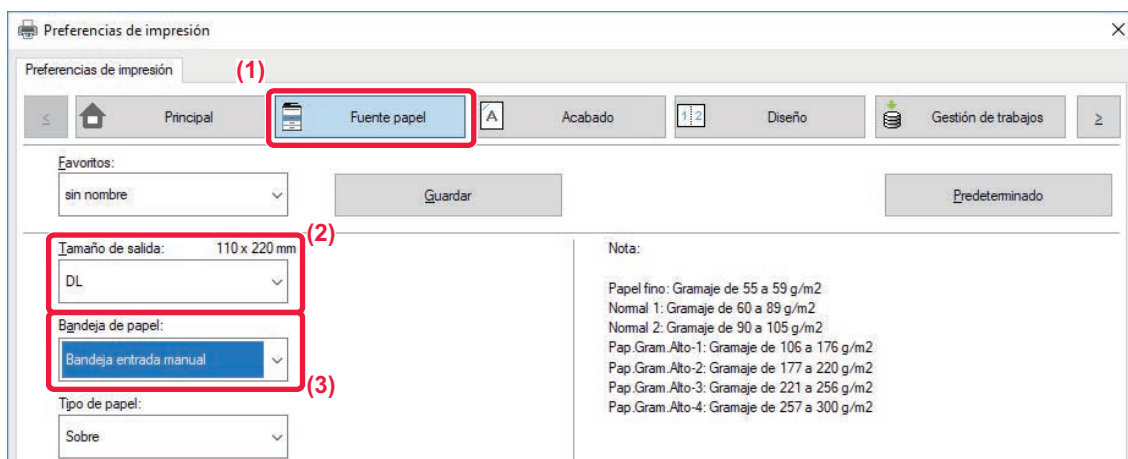 Preferencias de impresión
Preferencias de impresión
(1)
≤ Principal Fuente papel A Acabado 1 2 Diseño Gestión de trabajos ≥
Favoritos:
sin nombre Guardar Predeterminado
(2)
Tamaño de salida: 110 x 220 mm
DL
Bandeja de papel:
Bandeja entrada manual
(3)
Tipo de papel:
Sobre
Nota:
Papel fino: Gramaje de 55 a 59 g/m2
Normal 1: Gramaje de 60 a 89 g/m2
Normal 2: Gramaje de 90 a 105 g/m2
Pap.Gram.Alto-1: Gramaje de 106 a 176 g/m2
Pap.Gram.Alto-2: Gramaje de 177 a 220 g/m2
Pap.Gram.Alto-3: Gramaje de 221 a 256 g/m2
Pap.Gram.Alto-4: Gramaje de 257 a 300 g/m2